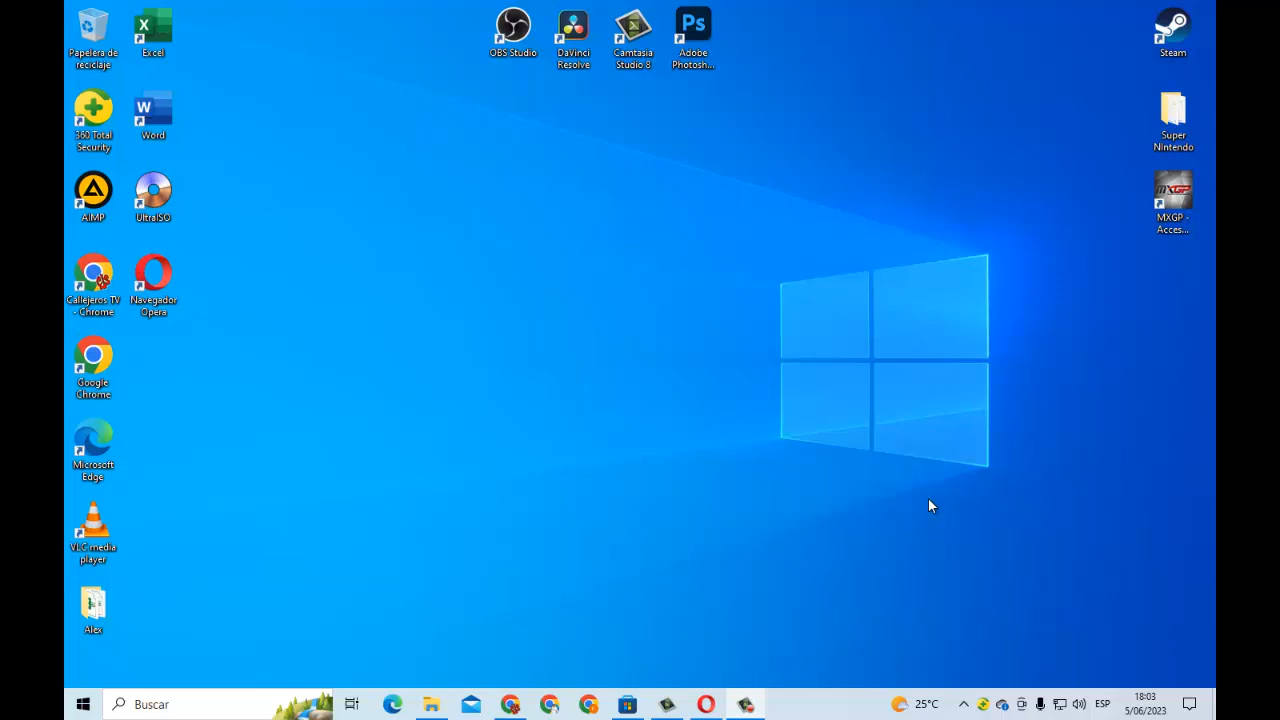 Papelera de
reciclaje
Excel
OBS Studio
DaVinci
Resolve
Camtasia
Studio 8
Ps
Adobe
Photosh...
Steam
360 Total
Security
W
Word
Super
Nintendo
AIMP
UltraISO
MXGP
MXGP -
Acces...
Callejeros TV
- Chrome
Navegador
Opera
Google
Chrome
Microsoft
Edge
VLC media
player
Alex
Buscar
25°C
ESP
18:03
5/06/2023